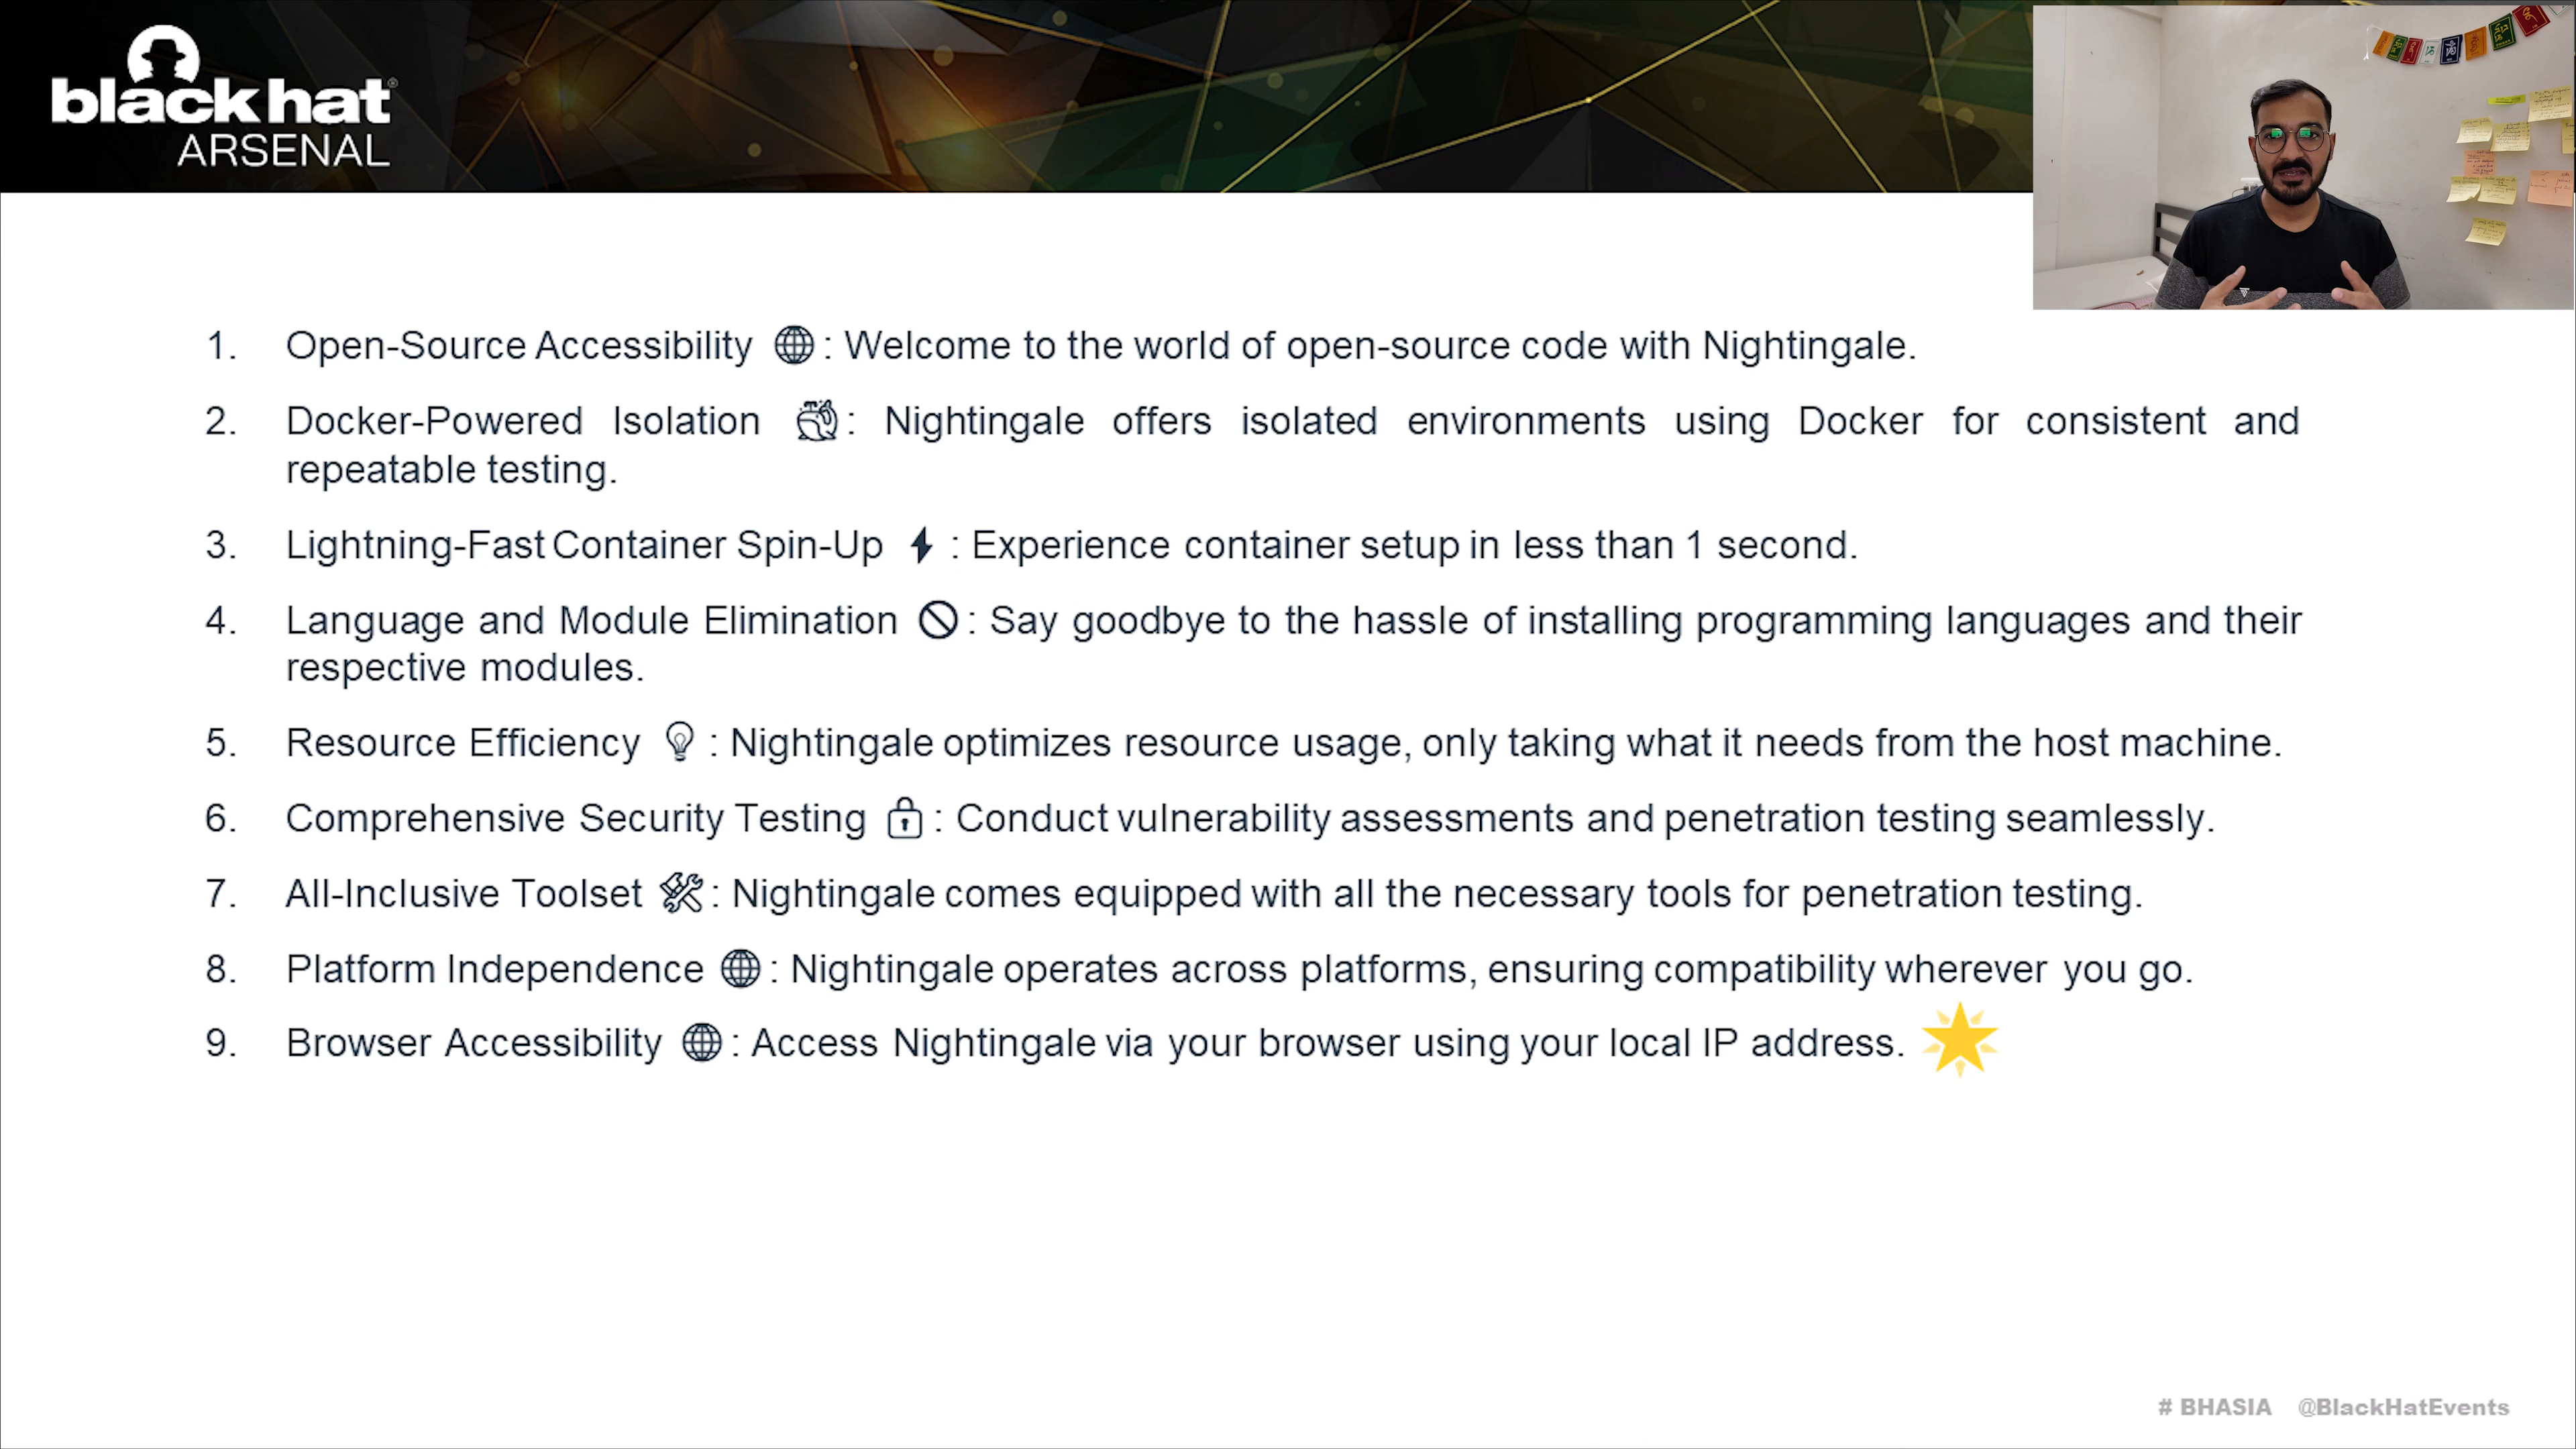 black hat®
ARSENAL
1. Open-Source Accessibility 🌐 : Welcome to the world of open-source code with Nightingale.
2. Docker-Powered Isolation 🐳 : Nightingale offers isolated environments using Docker for consistent and
repeatable testing.
3. Lightning-Fast Container Spin-Up ⚡ : Experience container setup in less than 1 second.
4. Language and Module Elimination 🚫 : Say goodbye to the hassle of installing programming languages and their
respective modules.
5. Resource Efficiency 💡 : Nightingale optimizes resource usage, only taking what it needs from the host machine.
6. Comprehensive Security Testing 🔒 : Conduct vulnerability assessments and penetration testing seamlessly.
7. All-Inclusive Toolset 🛠 : Nightingale comes equipped with all the necessary tools for penetration testing.
8. Platform Independence 🌐 : Nightingale operates across platforms, ensuring compatibility wherever you go.
9. Browser Accessibility 🌐 : Access Nightingale via your browser using your local IP address. 🌟
# BHASIA @BlackHatEvents